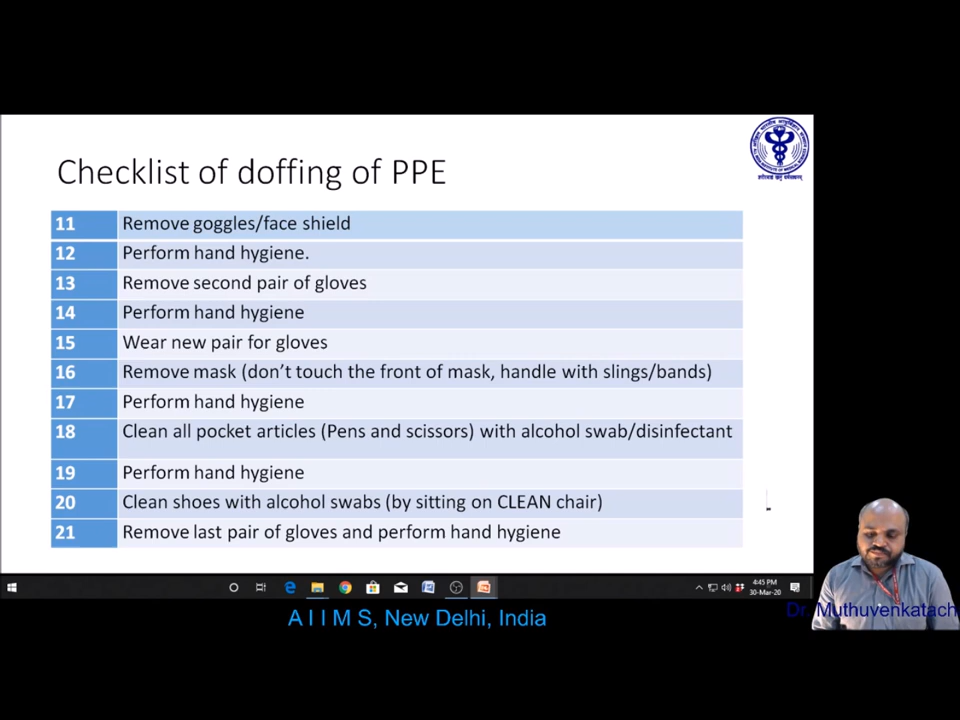 Checklist of doffing of PPE
11 Remove goggles/face shield
12 Perform hand hygiene.
13 Remove second pair of gloves
14 Perform hand hygiene
15 Wear new pair for gloves
16 Remove mask (don't touch the front of mask, handle with slings/bands)
17 Perform hand hygiene
18 Clean all pocket articles (Pens and scissors) with alcohol swab/disinfectant
19 Perform hand hygiene
20 Clean shoes with alcohol swabs (by sitting on CLEAN chair)
21 Remove last pair of gloves and perform hand hygiene
4:45 PM
30-Mar-20
Dr. Muthuvenkatach
A I I M S, New Delhi, India